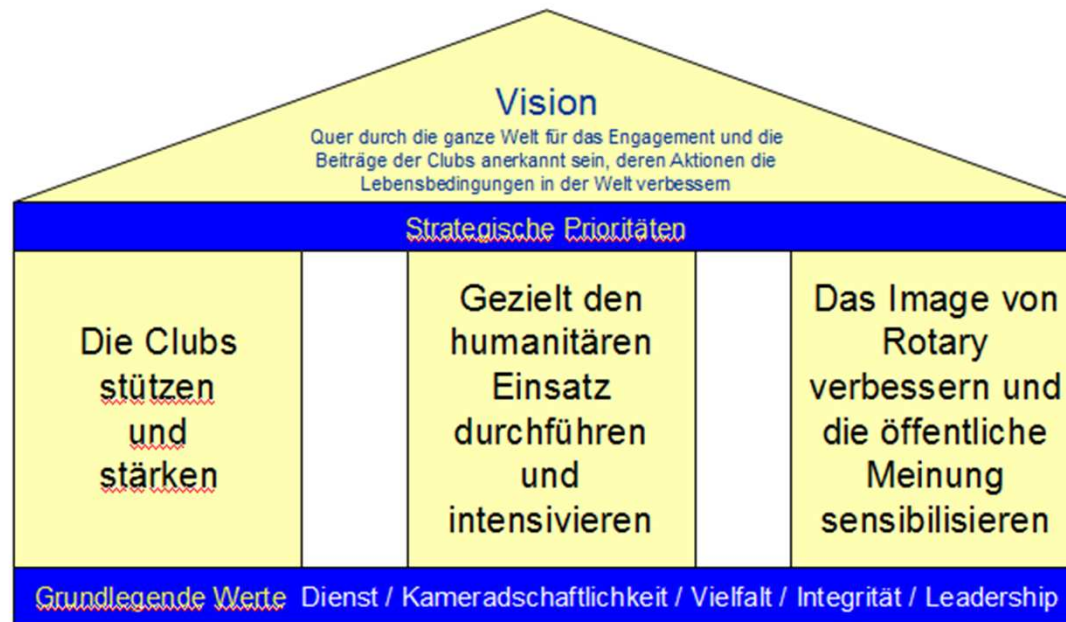 Vision
Quer durch die ganze Welt für das Engagement und die
Beiträge der Clubs anerkannt sein, deren Aktionen die
Lebensbedingungen in der Welt verbessern
Strategische Prioritäten
Die Clubs
stützen
und
stärken
Gezielt den
humanitären
Einsatz
durchführen
und
intensivieren
Das Image von
Rotary
verbessern und
die öffentliche
Meinung
sensibilisieren
Grundlegende Werte Dienst / Kameradschaftlichkeit / Vielfalt / Integrität / Leadership